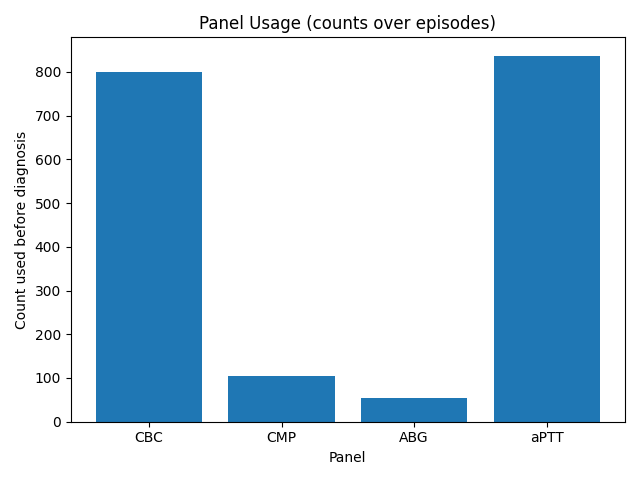 Panel Usage (counts over episodes)
Count used before diagnosis
800
700
600
500
400
300
200
100
0
CBC CMP ABG aPTT
Panel